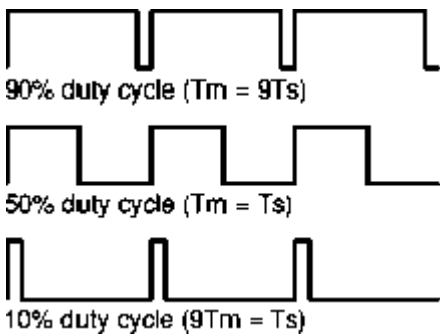 90% duty cycle (Tm = 9Ts)
50% duty cycle (Tm = Ts)
10% duty cycle (9Tm = Ts)